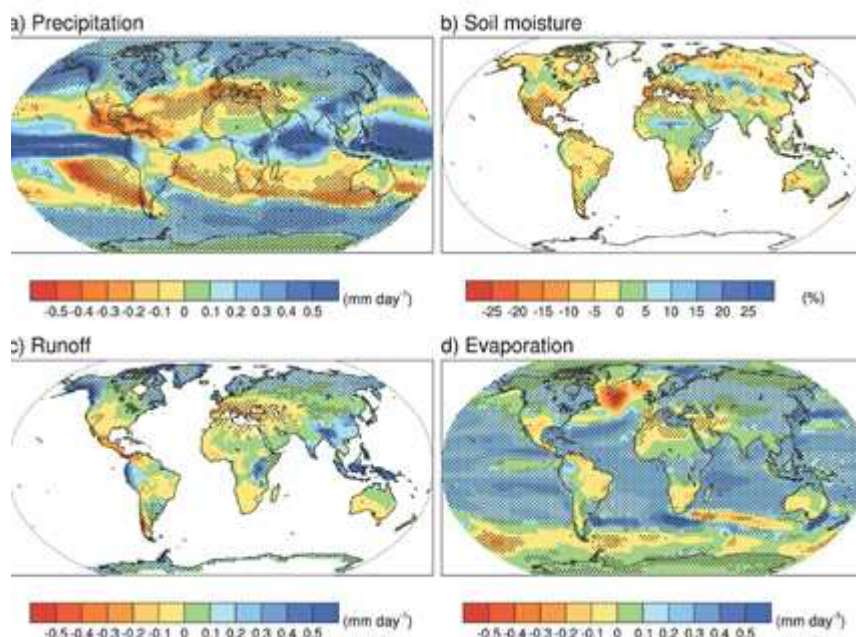 a) Precipitation
b) Soil moisture
-0.5 -0.4 -0.3 -0.2 -0.1 0 0.1 0.2 0.3 0.4 0.5 (mm day⁻¹)
-25 -20 -15 -10 -5 0 5 10 15 20 25 (%)
c) Runoff
d) Evaporation
-0.5 -0.4 -0.3 -0.2 -0.1 0 0.1 0.2 0.3 0.4 0.5 (mm day⁻¹)
-0.5 -0.4 -0.3 -0.2 -0.1 0 0.1 0.2 0.3 0.4 0.5 (mm day⁻¹)